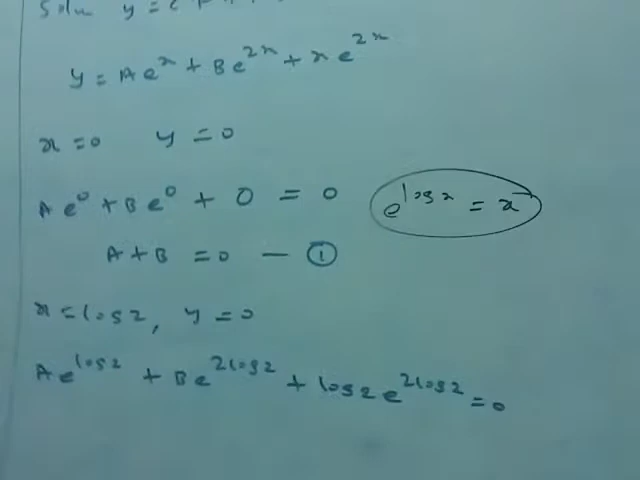 Soln y =
y = Ae^x + Be^2x + xe^2x
x = 0 y = 0
Ae^0 + Be^0 + 0 = 0
e^log x = x
A + B = 0 — ①
x = log 2, y = 0
Ae^log 2 + Be^2log 2 + log 2 e^2log 2 = 0